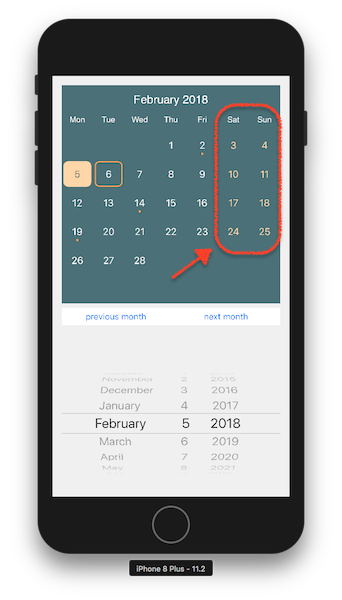 February 2018
Mon Tue Wed Thu Fri Sat Sun
1 2 3 4
5 6 7 8 9 10 11
12 13 14 15 16 17 18
19 20 21 22 23 24 25
26 27 28
previous month next month
November 2 2015
December 3 2016
January 4 2017
February 5 2018
March 6 2019
April 7 2020
May 8 2021
iPhone 8 Plus - 11.2